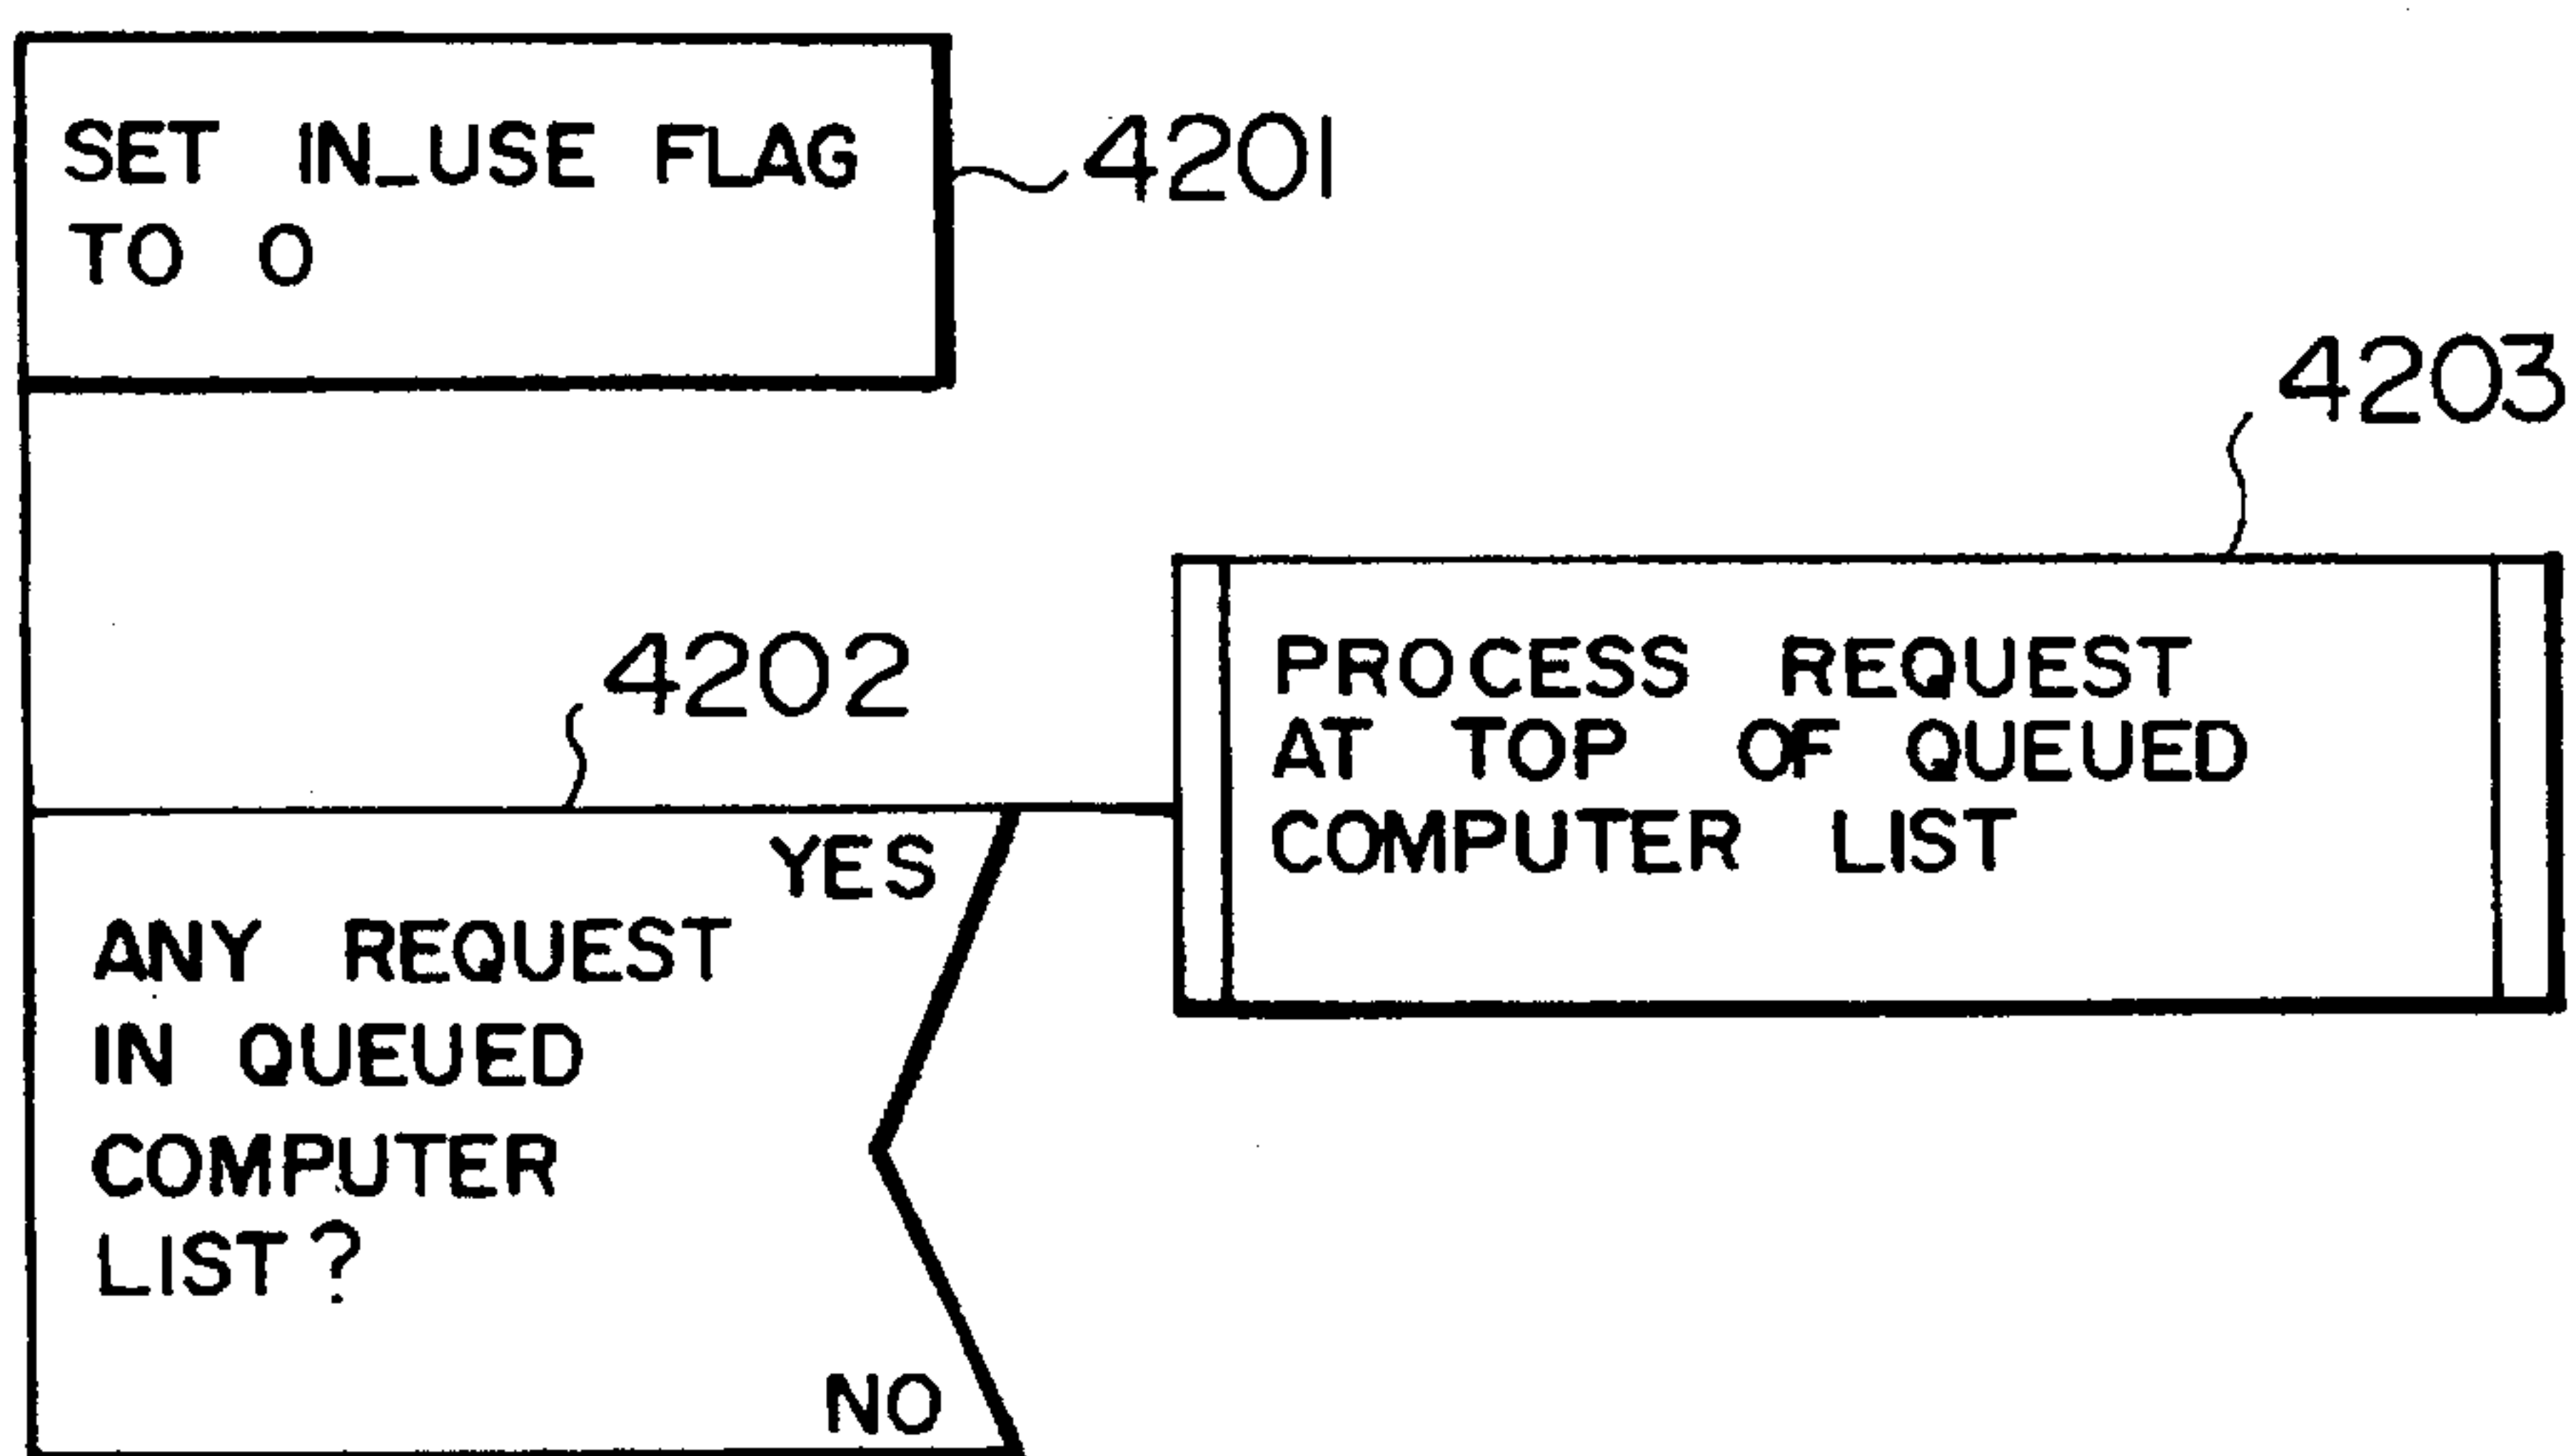 SET IN_USE FLAG
TO 0
4201
4203
PROCESS REQUEST
AT TOP OF QUEUED
COMPUTER LIST
4202
YES
ANY REQUEST
IN QUEUED
COMPUTER
LIST?
NO